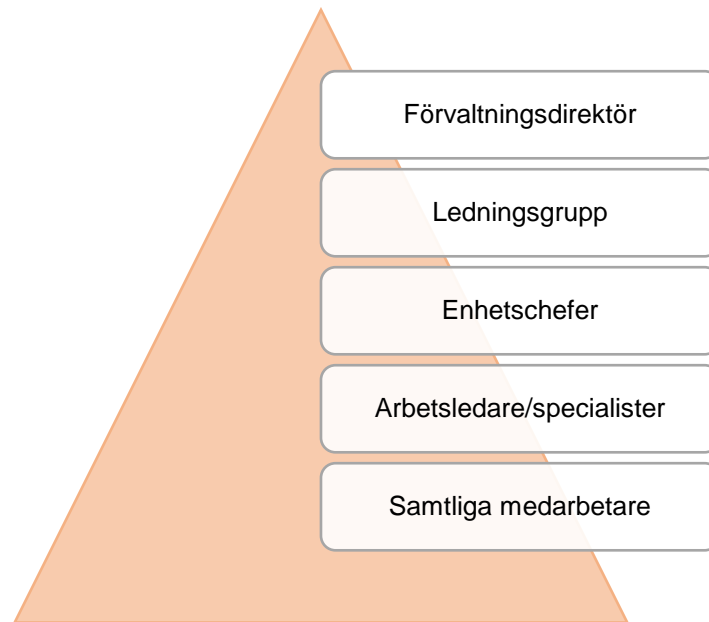 Förvaltningsdirektör
Ledningsgrupp
Enhetschefer
Arbetsledare/specialister
Samtliga medarbetare